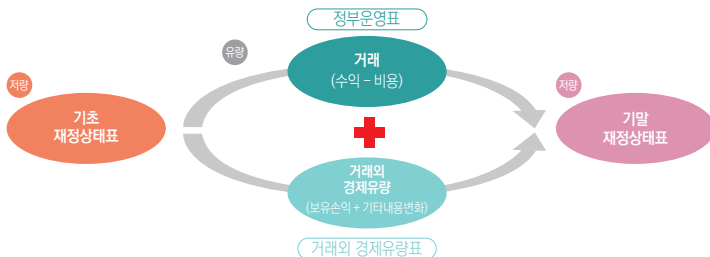 정부운영표
유량
거래
(수익 - 비용)
저량
기초
재정상태표
저량
기말
재정상태표
거래외
경제유량
(보유손익 + 기타내용변화)
거래외 경제유량표